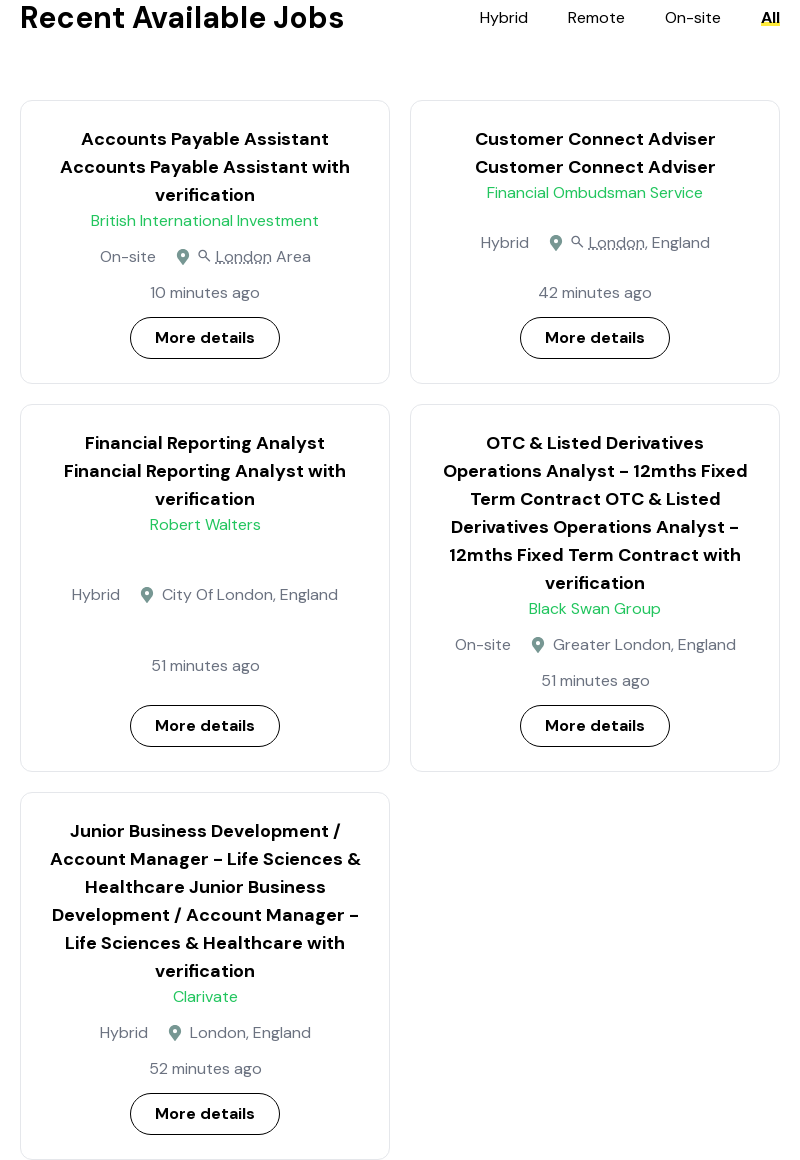 Recent Available Jobs
Hybrid Remote On-site All
Accounts Payable Assistant
Accounts Payable Assistant with
verification
British International Investment
On-site London Area
10 minutes ago
More details
Customer Connect Adviser
Customer Connect Adviser
Financial Ombudsman Service
Hybrid London, England
42 minutes ago
More details
Financial Reporting Analyst
Financial Reporting Analyst with
verification
Robert Walters
Hybrid City Of London, England
51 minutes ago
More details
OTC & Listed Derivatives
Operations Analyst - 12mths Fixed
Term Contract OTC & Listed
Derivatives Operations Analyst -
12mths Fixed Term Contract with
verification
Black Swan Group
On-site Greater London, England
51 minutes ago
More details
Junior Business Development /
Account Manager - Life Sciences &
Healthcare Junior Business
Development / Account Manager -
Life Sciences & Healthcare with
verification
Clarivate
Hybrid London, England
52 minutes ago
More details